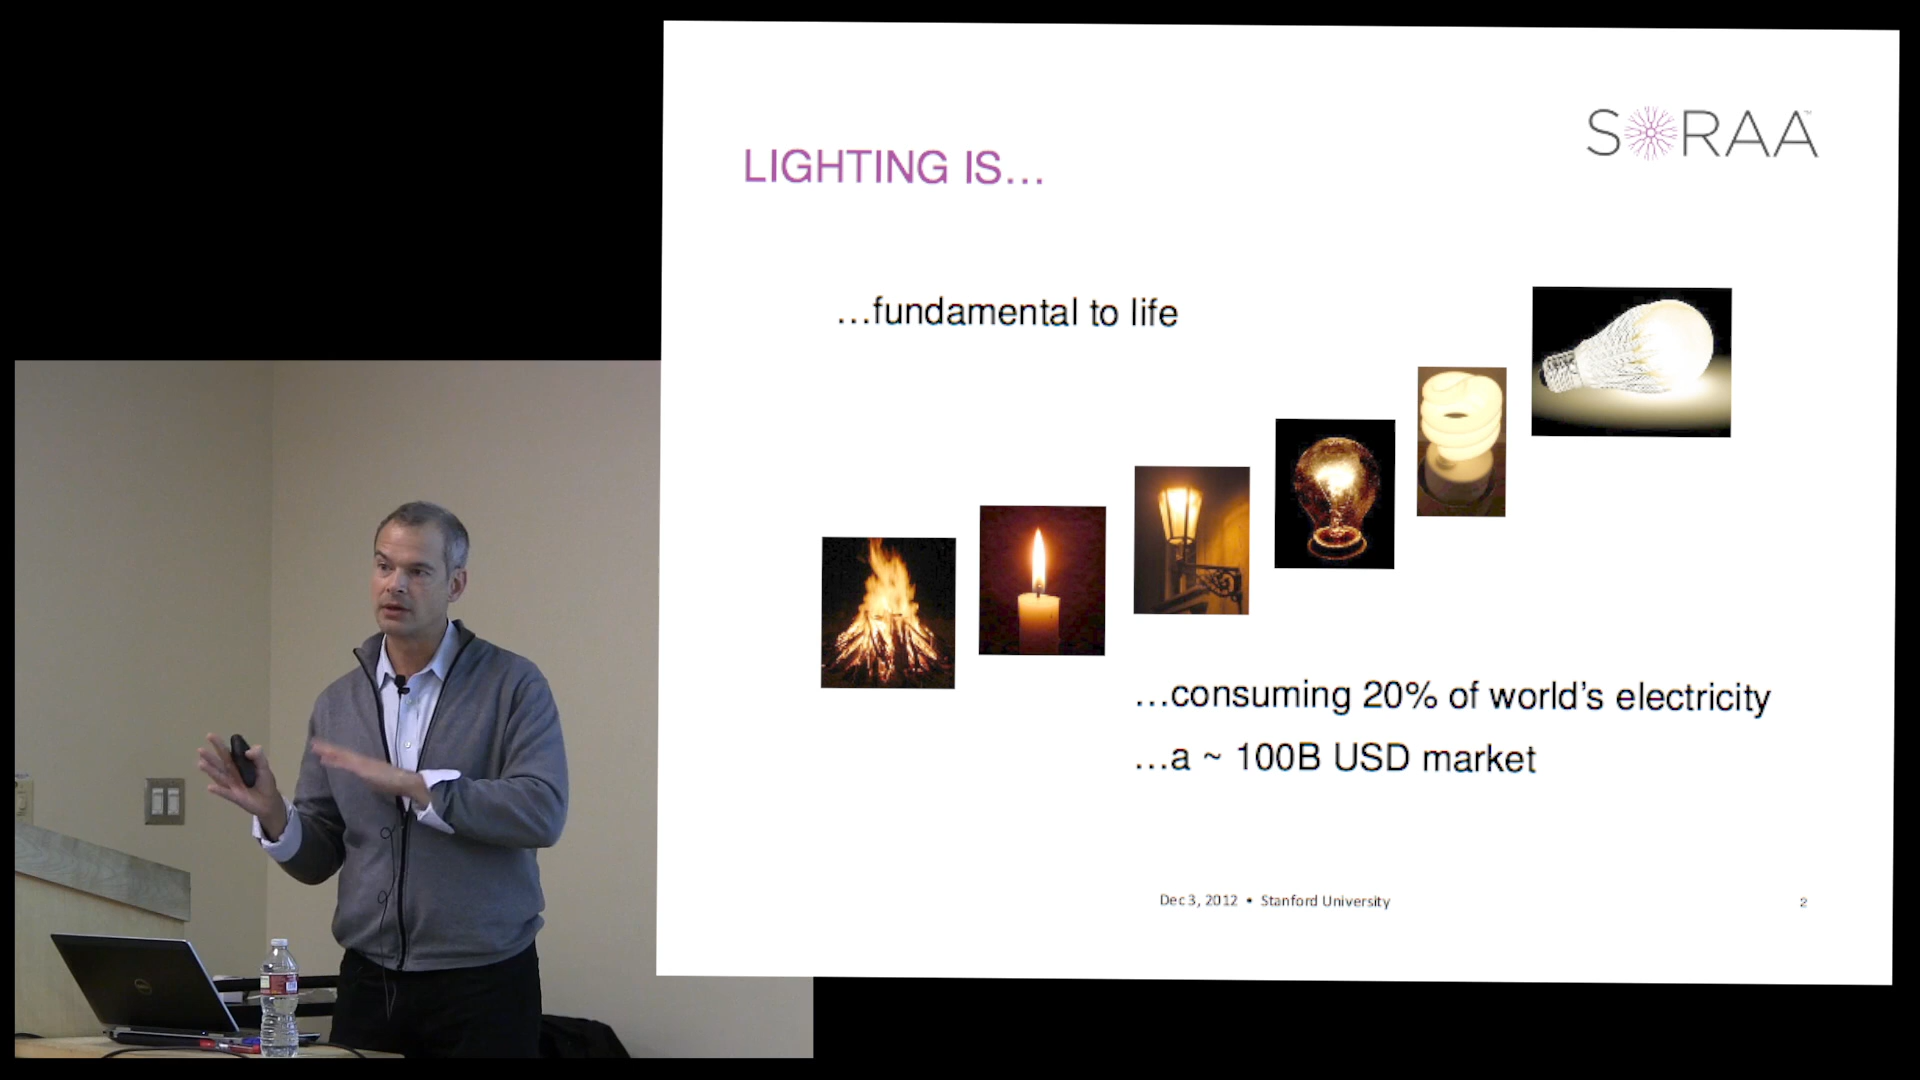 SORAA™
LIGHTING IS...
...fundamental to life
...consuming 20% of world's electricity
...a ~ 100B USD market
Dec 3, 2012 • Stanford University
2